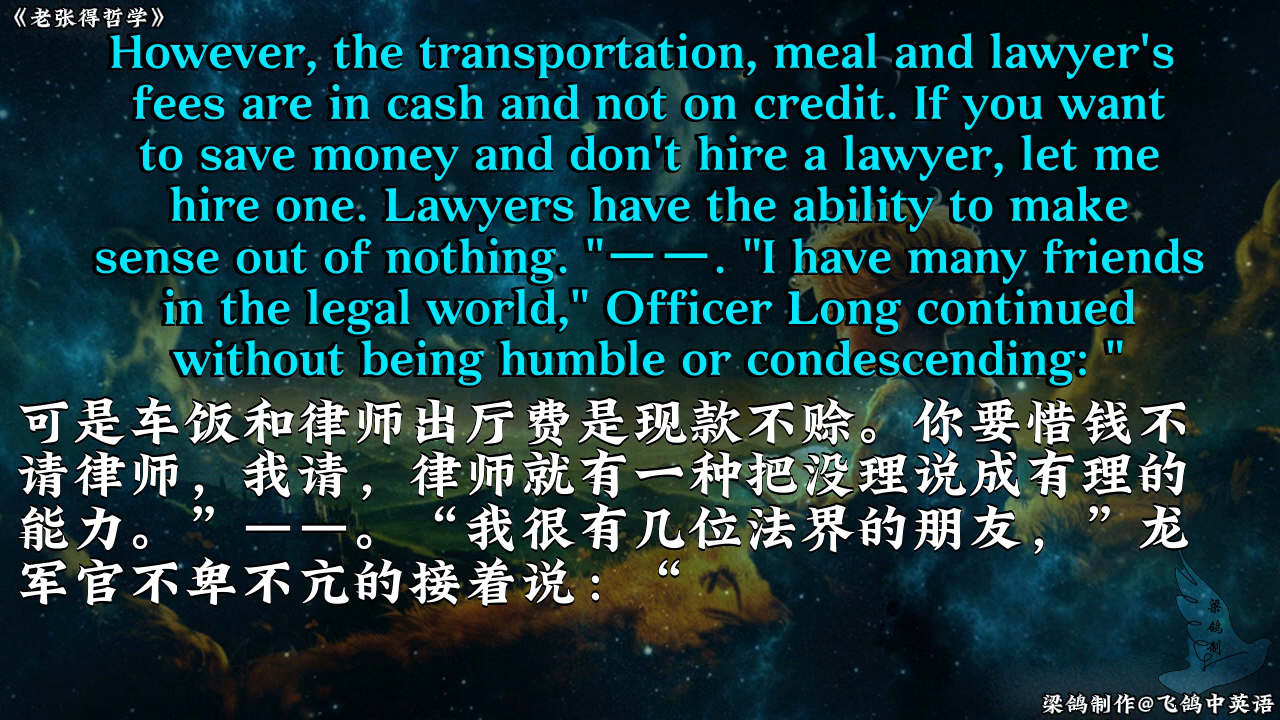 《老张得哲学》
However, the transportation, meal and lawyer's
fees are in cash and not on credit. If you want
to save money and don't hire a lawyer, let me
hire one. Lawyers have the ability to make
sense out of nothing. "——. "I have many friends
in the legal world," Officer Long continued
without being humble or condescending: "
可是车饭和律师出厅费是现款不赊。你要惜钱不
请律师，我请，律师就有一种把没理说成有理的
能力。”——。“我很有几位法界的朋友，”龙
军官不卑不亢的接着说：“
梁鸽制
梁鸽制作@飞鸽中英语